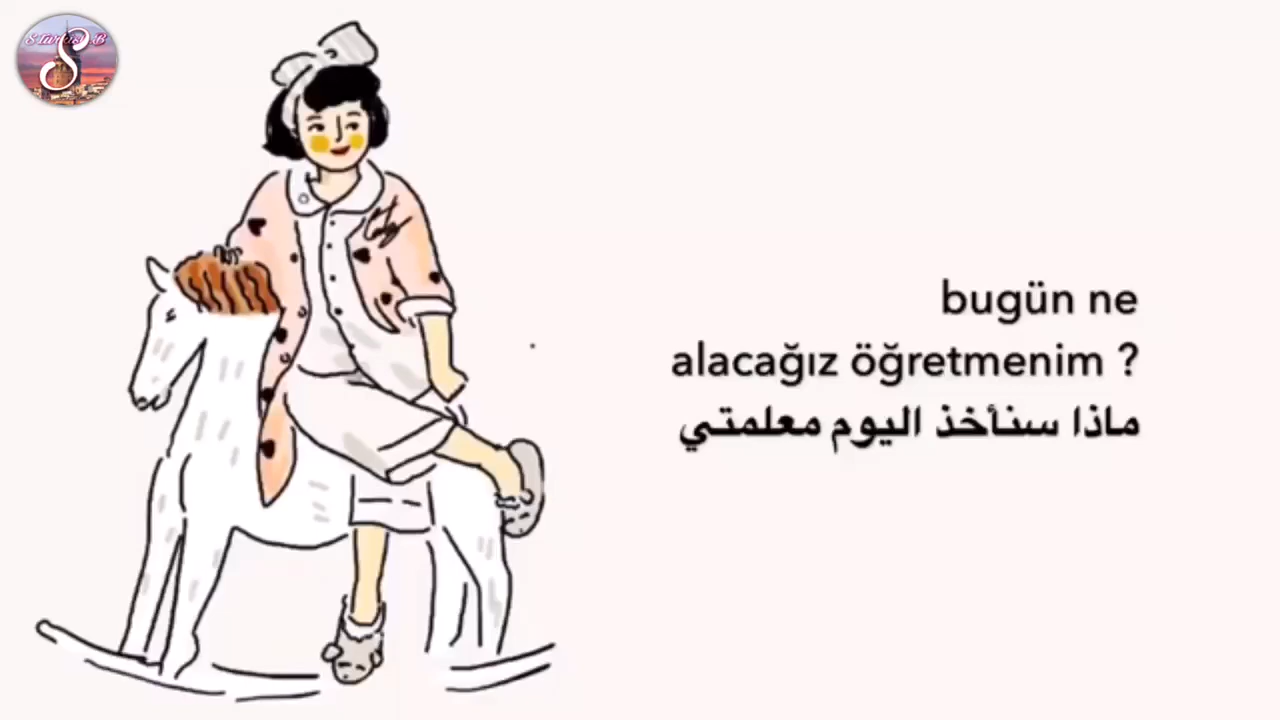 bugün ne
alacağız öğretmenim ?
ماذا سنأخذ اليوم معلمتي